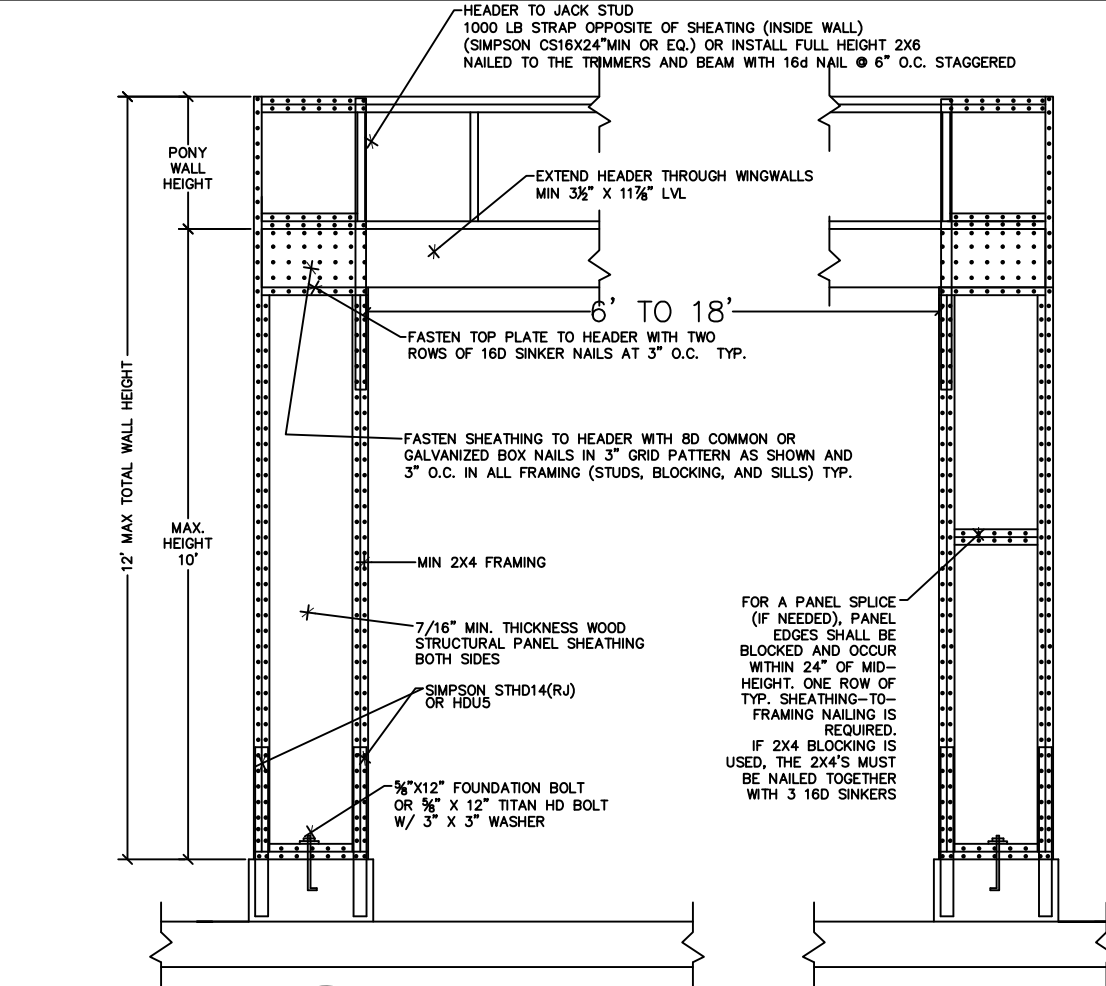 HEADER TO JACK STUD
1000 LB STRAP OPPOSITE OF SHEATING (INSIDE WALL)
(SIMPSON CS16X24"MIN OR EQ.) OR INSTALL FULL HEIGHT 2X6
NAILED TO THE TRIMMERS AND BEAM WITH 16d NAIL @ 6" O.C. STAGGERED
PONY
WALL
HEIGHT
EXTEND HEADER THROUGH WINGWALLS
MIN 3½" X 11⅞" LVL
6' TO 18'
FASTEN TOP PLATE TO HEADER WITH TWO
ROWS OF 16D SINKER NAILS AT 3" O.C. TYP.
12' MAX TOTAL WALL HEIGHT
FASTEN SHEATHING TO HEADER WITH 8D COMMON OR
GALVANIZED BOX NAILS IN 3" GRID PATTERN AS SHOWN AND
3" O.C. IN ALL FRAMING (STUDS, BLOCKING, AND SILLS) TYP.
MAX.
HEIGHT
10'
MIN 2X4 FRAMING
7/16" MIN. THICKNESS WOOD
STRUCTURAL PANEL SHEATHING
BOTH SIDES
SIMPSON STHD14(RJ)
OR HDU5
⅝"X12" FOUNDATION BOLT
OR ⅝" X 12" TITAN HD BOLT
W/ 3" X 3" WASHER
FOR A PANEL SPLICE
(IF NEEDED), PANEL
EDGES SHALL BE
BLOCKED AND OCCUR
WITHIN 24" OF MID-
HEIGHT. ONE ROW OF
TYP. SHEATHING-TO-
FRAMING NAILING IS
REQUIRED.
IF 2X4 BLOCKING IS
USED, THE 2X4'S MUST
BE NAILED TOGETHER
WITH 3 16D SINKERS